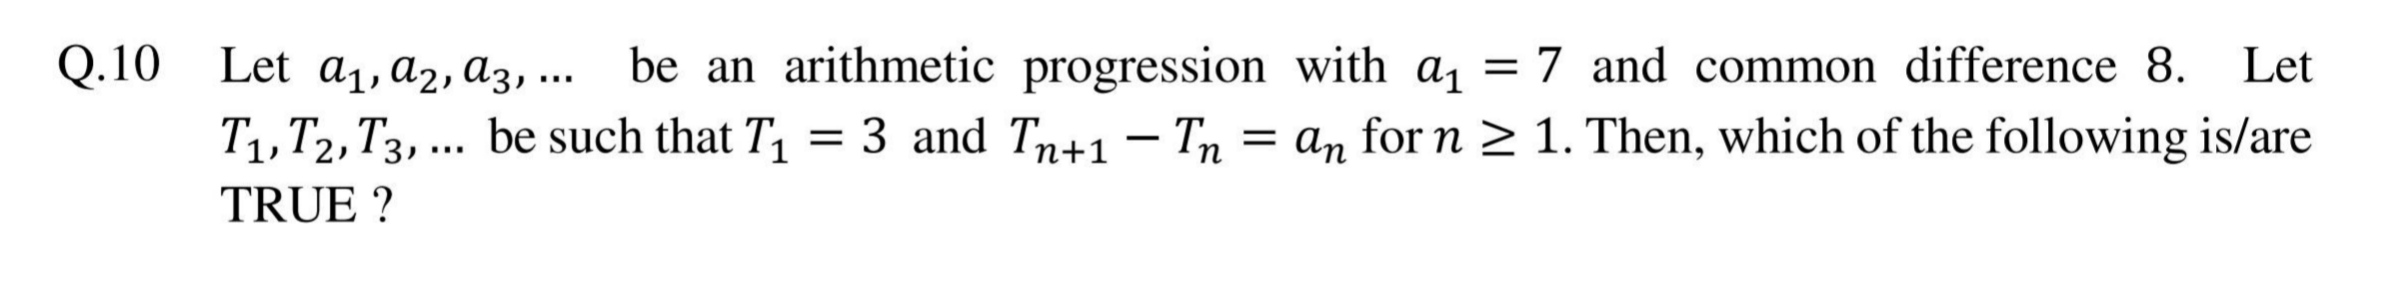 Q.10 Let a₁, a₂, a₃, ... be an arithmetic progression with a₁ = 7 and common difference 8. Let
T₁, T₂, T₃, ... be such that T₁ = 3 and Tₙ₊₁ − Tₙ = aₙ for n ≥ 1. Then, which of the following is/are
TRUE ?